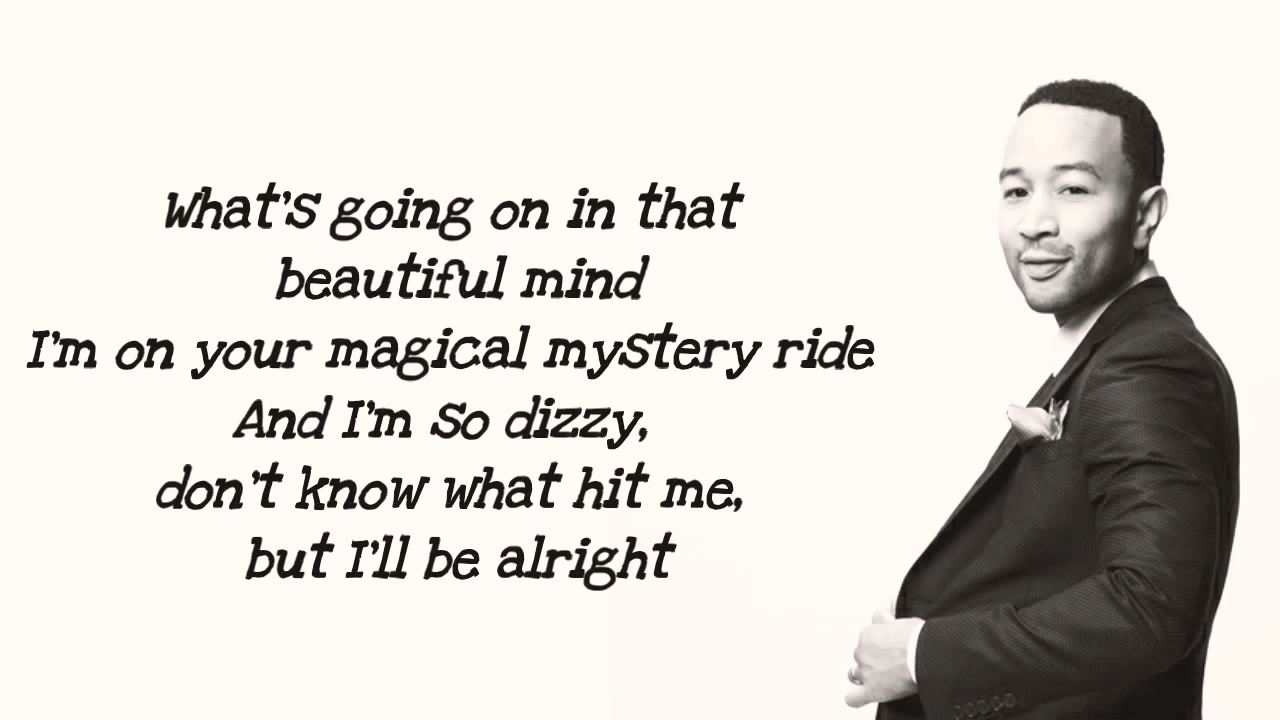 What's going on in that
beautiful mind
I'm on your magical mystery ride
And I'm so dizzy,
don't know what hit me,
but I'll be alright